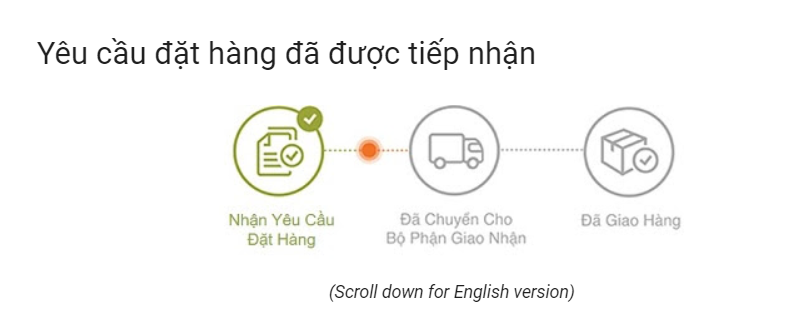 Yêu cầu đặt hàng đã được tiếp nhận
Nhận Yêu Cầu
Đặt Hàng
Đã Chuyển Cho
Bộ Phận Giao Nhận
Đã Giao Hàng
(Scroll down for English version)